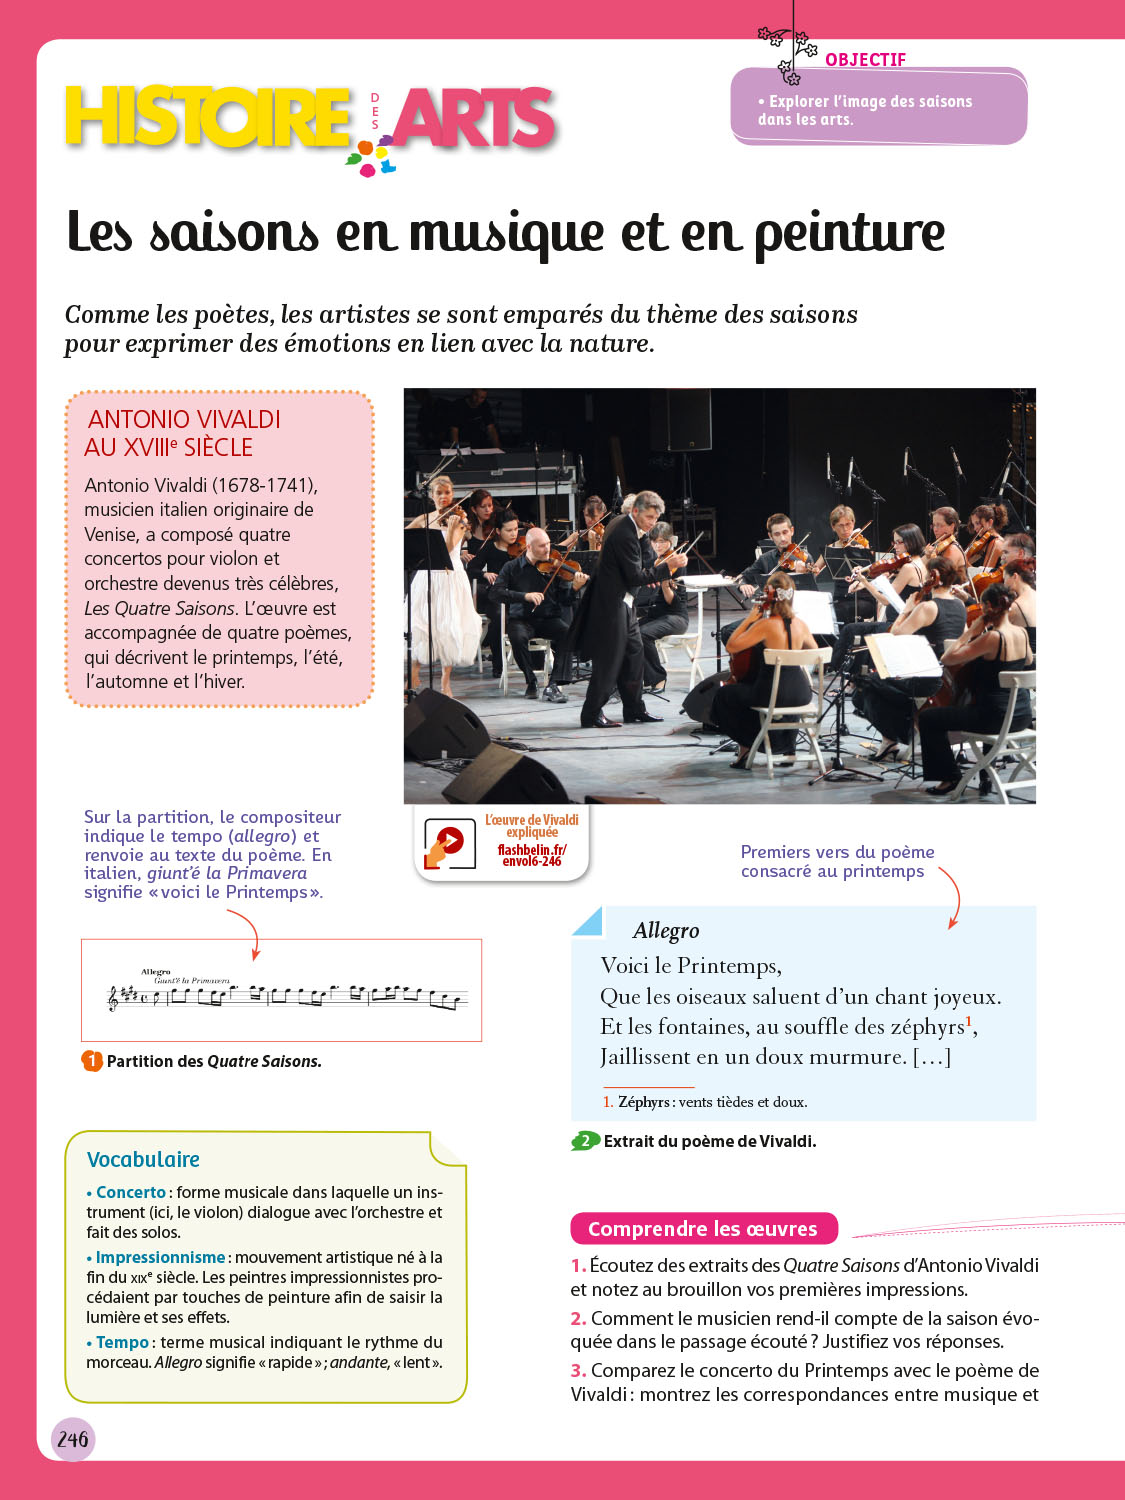 OBJECTIF
• Explorer l'image des saisons
dans les arts.
HISTOIRE DES ARTS
Les saisons en musique et en peinture
Comme les poètes, les artistes se sont emparés du thème des saisons
pour exprimer des émotions en lien avec la nature.
ANTONIO VIVALDI
AU XVIIIe SIÈCLE
Antonio Vivaldi (1678-1741),
musicien italien originaire de
Venise, a composé quatre
concertos pour violon et
orchestre devenus très célèbres,
Les Quatre Saisons. L'œuvre est
accompagnée de quatre poèmes,
qui décrivent le printemps, l'été,
l'automne et l'hiver.
L'œuvre de Vivaldi
expliquée
flashbelin.fr/
envol6-246
Sur la partition, le compositeur
indique le tempo (allegro) et
renvoie au texte du poème. En
italien, giunt'é la Primavera
signifie « voici le Printemps ».
Allegro
Giunt'é la Primavera
1 Partition des Quatre Saisons.
Premiers vers du poème
consacré au printemps
Allegro
Voici le Printemps,
Que les oiseaux saluent d'un chant joyeux.
Et les fontaines, au souffle des zéphyrs1,
Jaillissent en un doux murmure. […]
1. Zéphyrs : vents tièdes et doux.
2 Extrait du poème de Vivaldi.
Vocabulaire
• Concerto : forme musicale dans laquelle un ins-
trument (ici, le violon) dialogue avec l'orchestre et
fait des solos.
• Impressionnisme : mouvement artistique né à la
fin du XIXe siècle. Les peintres impressionnistes pro-
cédaient par touches de peinture afin de saisir la
lumière et ses effets.
• Tempo : terme musical indiquant le rythme du
morceau. Allegro signifie « rapide » ; andante, « lent ».
Comprendre les œuvres
1. Écoutez des extraits des Quatre Saisons d'Antonio Vivaldi
et notez au brouillon vos premières impressions.
2. Comment le musicien rend-il compte de la saison évo-
quée dans le passage écouté ? Justifiez vos réponses.
3. Comparez le concerto du Printemps avec le poème de
Vivaldi : montrez les correspondances entre musique et
246